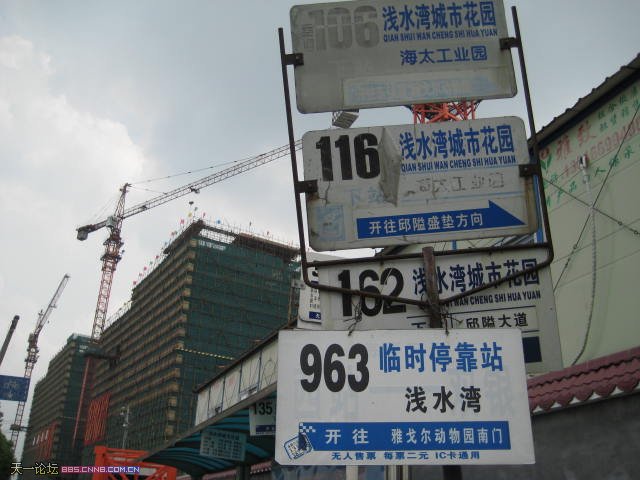 106 浅水湾城市花园
QIAN SHUI WAN CHENG SHI HUA YUAN
海太工业园
116 浅水湾城市花园
QIAN SHUI WAN CHENG SHI HUA YUAN
下站
工业园
开往邱隘盛垫方向
162 浅水湾城市花园
QIAN SHUI WAN CHENG SHI HUA YUAN
邱隘大道
963 临时停靠站
浅水湾
开往 雅戈尔动物园南门
无人售票 每票二元 IC卡通用
135
天一论坛 BBS.CNNB.COM.CN